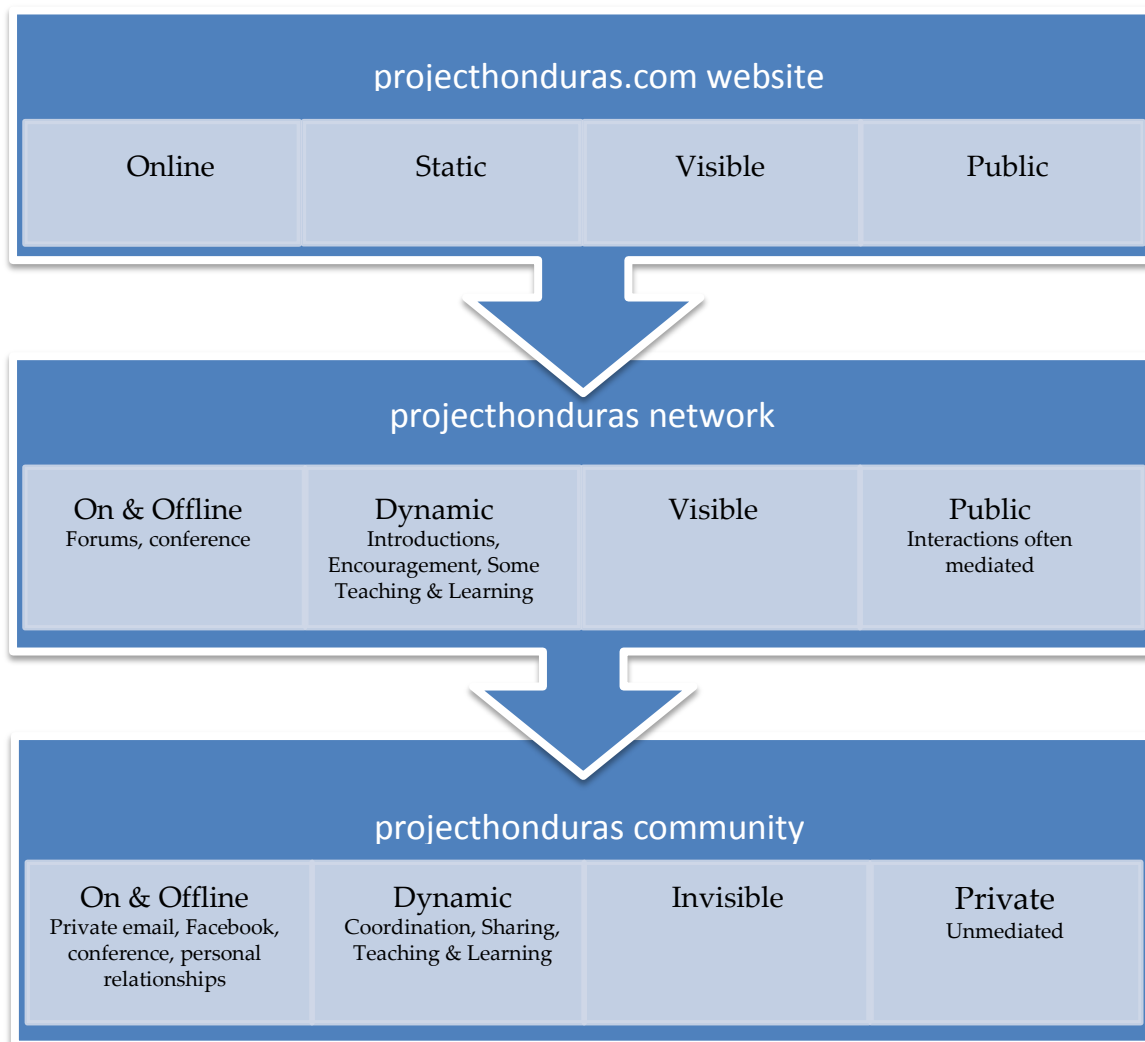 projecthonduras.com website
Online
Static
Visible
Public
projecthonduras network
On & Offline
Forums, conference
Dynamic
Introductions,
Encouragement, Some
Teaching & Learning
Visible
Public
Interactions often
mediated
projecthonduras community
On & Offline
Private email, Facebook,
conference, personal
relationships
Dynamic
Coordination, Sharing,
Teaching & Learning
Invisible
Private
Unmediated